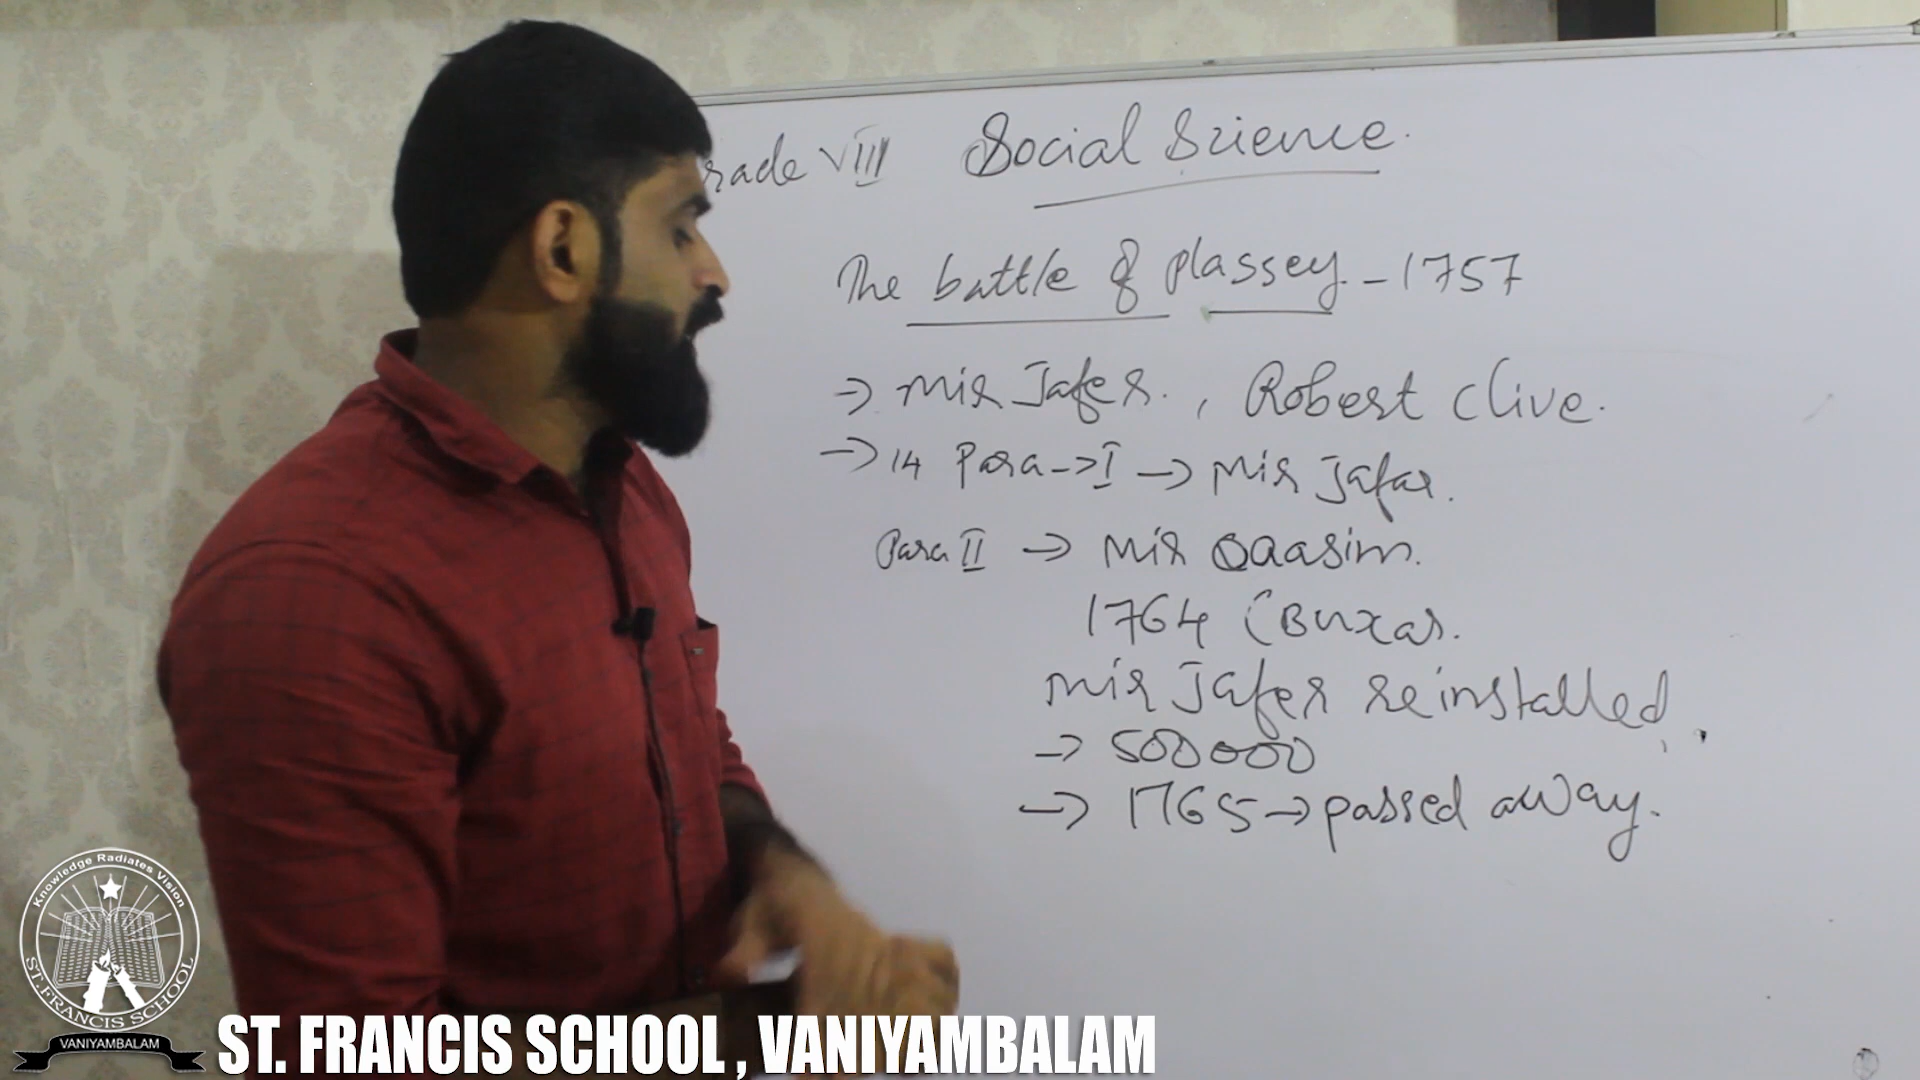 rade VIII Social Science.
The battle of plassey - 1757
→ Mir Jafer. , Robert Clive.
→ 14 Para -> I → Mir Jafar.
Para II → Mir Qaasim.
1764 (Buxar.
Mir Jafer reinstalled.
→ 500000
→ 1765 → passed away.
Knowledge Radiates Vision
ST. FRANCIS SCHOOL
VANIYAMBALAM
ST. FRANCIS SCHOOL , VANIYAMBALAM